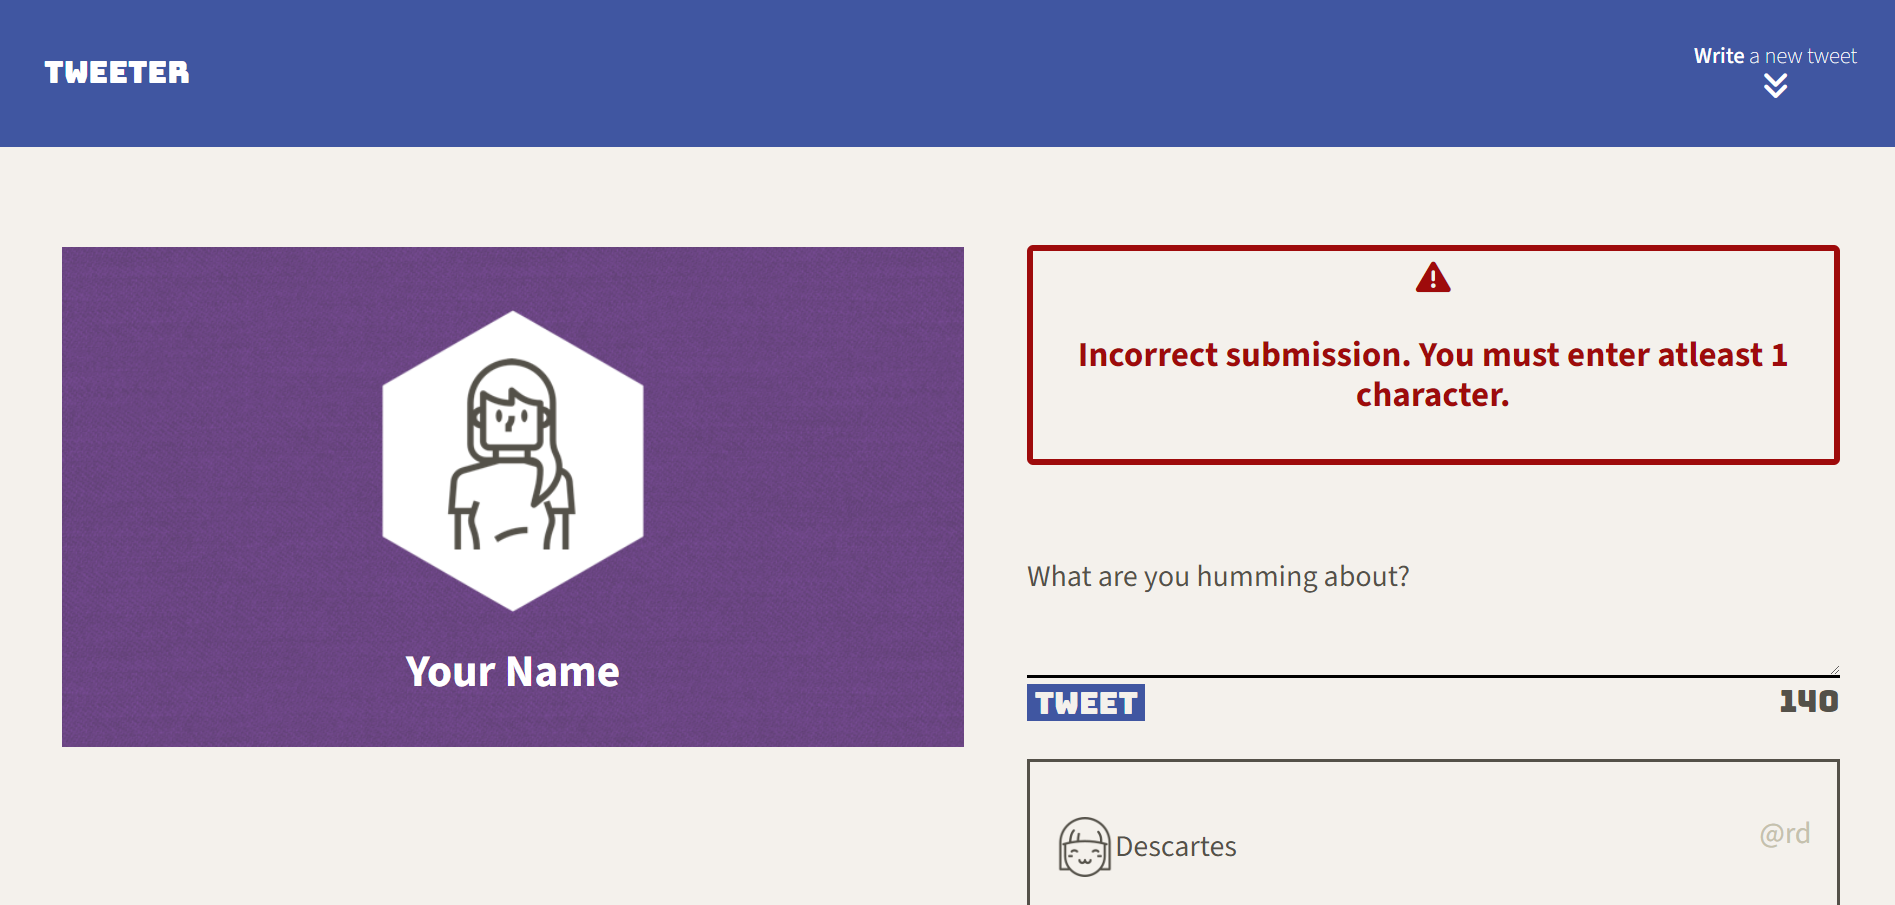 TWEETER
Write a new tweet
Your Name
Incorrect submission. You must enter atleast 1
character.
What are you humming about?
TWEET
140
Descartes
@rd